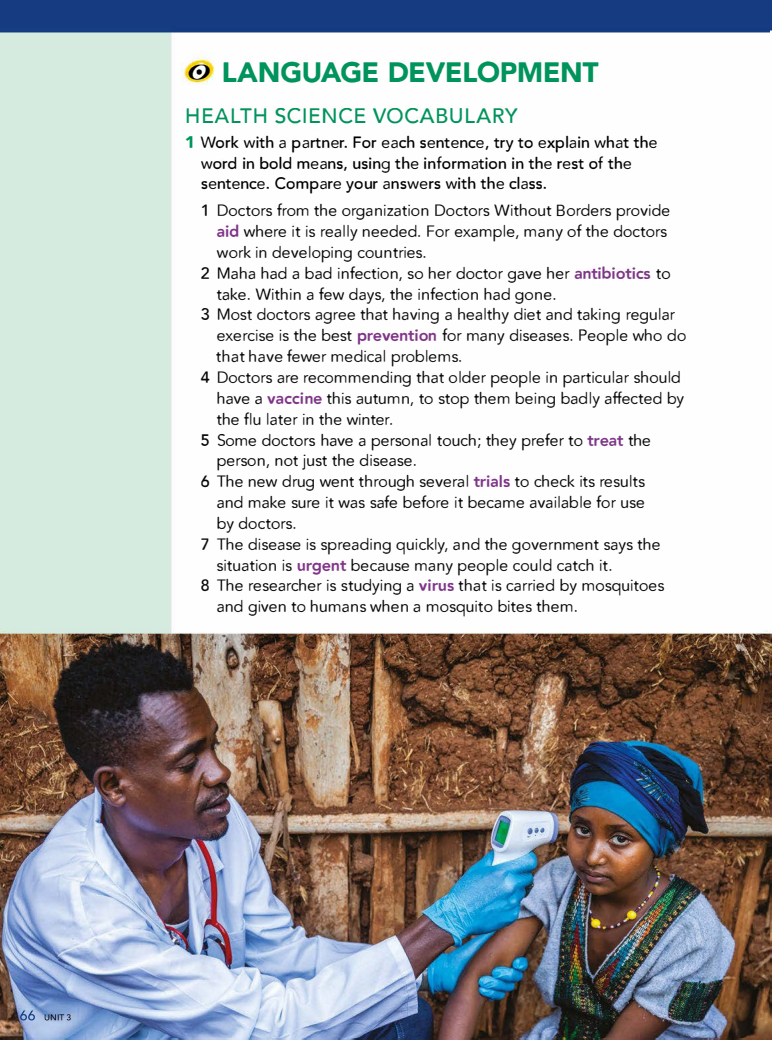 LANGUAGE DEVELOPMENT
HEALTH SCIENCE VOCABULARY
1 Work with a partner. For each sentence, try to explain what the
word in bold means, using the information in the rest of the
sentence. Compare your answers with the class.
1 Doctors from the organization Doctors Without Borders provide
aid where it is really needed. For example, many of the doctors
work in developing countries.
2 Maha had a bad infection, so her doctor gave her antibiotics to
take. Within a few days, the infection had gone.
3 Most doctors agree that having a healthy diet and taking regular
exercise is the best prevention for many diseases. People who do
that have fewer medical problems.
4 Doctors are recommending that older people in particular should
have a vaccine this autumn, to stop them being badly affected by
the flu later in the winter.
5 Some doctors have a personal touch; they prefer to treat the
person, not just the disease.
6 The new drug went through several trials to check its results
and make sure it was safe before it became available for use
by doctors.
7 The disease is spreading quickly, and the government says the
situation is urgent because many people could catch it.
8 The researcher is studying a virus that is carried by mosquitoes
and given to humans when a mosquito bites them.
66 UNIT 3